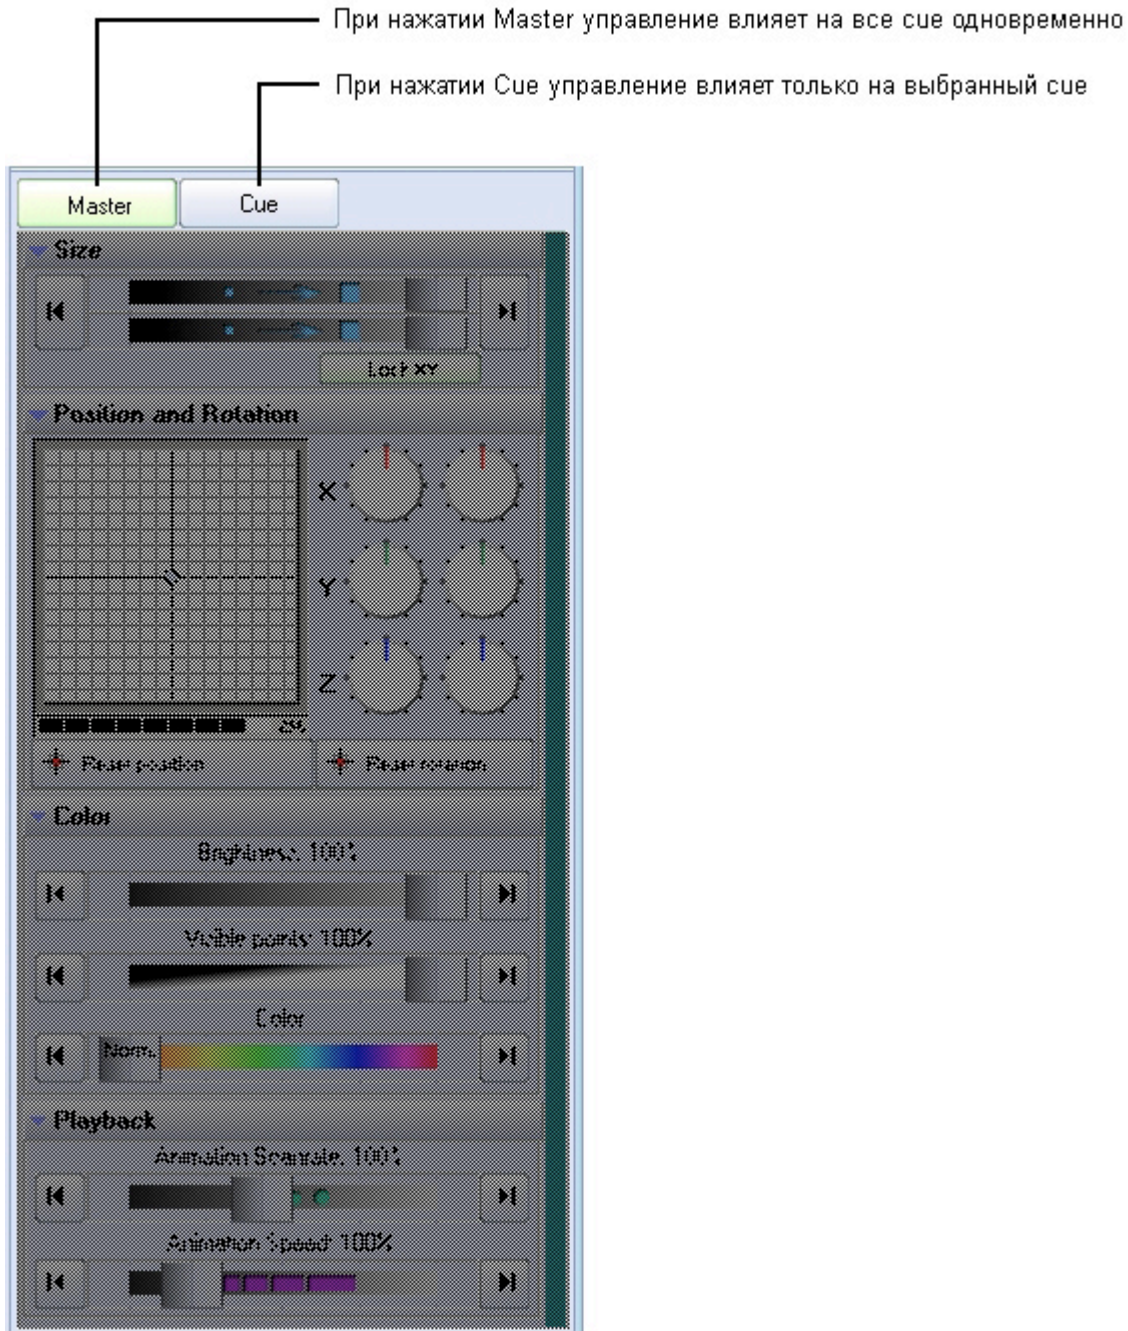 При нажатии Master управление влияет на все cue одновременно
При нажатии Cue управление влияет только на выбранный cue
Master Cue
Size
Lock XY
Position and Rotation
X
Y
Z
Reset position Reset rotation
Color
Brightness: 100%
Visible points: 100%
Color
Norm.
Playback
Animation Scanrate: 100%
Animation Speed: 100%